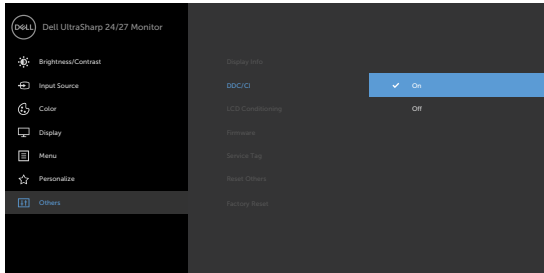 DELL
Dell UltraSharp 24/27 Monitor
Brightness/Contrast
Input Source
Color
Display
Menu
Personalize
Others
Display Info
DDC/CI
LCD Conditioning
Firmware
Service Tag
Reset Others
Factory Reset
On
Off